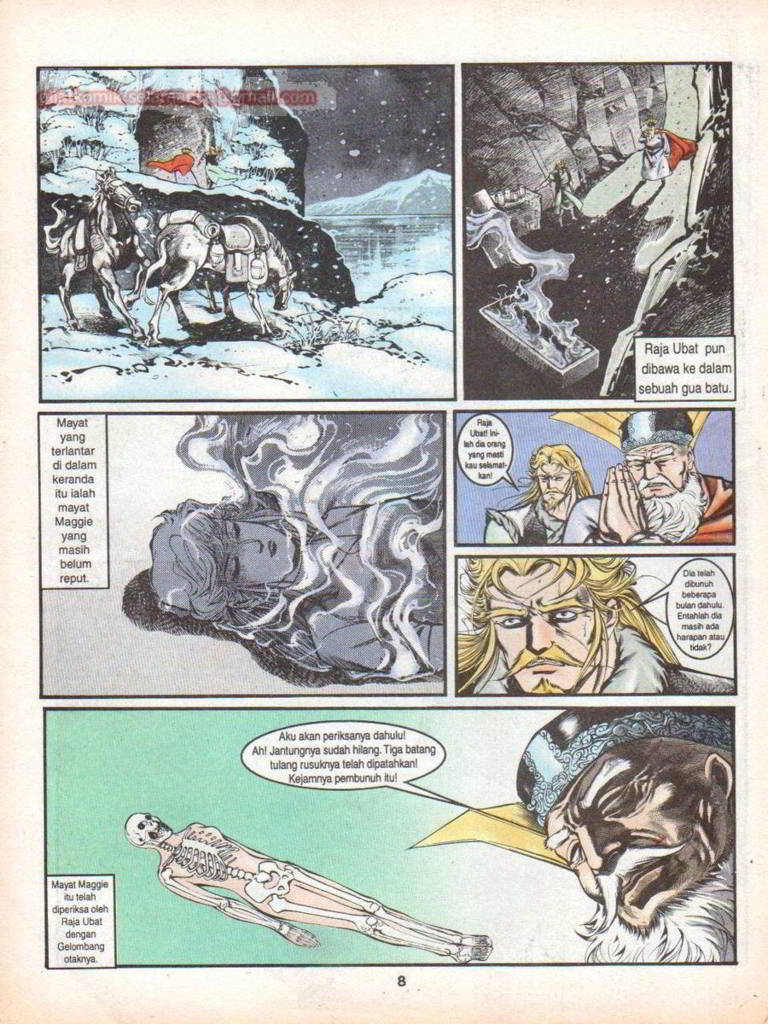 Raja Ubat pun
dibawa ke dalam
sebuah gua batu.
Mayat
yang
terlantar
di dalam
keranda
itu ialah
mayat
Maggie
yang
masih
belum
reput.
Raja
Ubat! Ini-
lah dia orang
yang mesti
kau selamat-
kan!
Dia telah
dibunuh
beberapa
bulan dahulu.
Entahlah dia
masih ada
harapan atau
tidak?
Aku akan periksanya dahulu!
Ah! Jantungnya sudah hilang. Tiga batang
tulang rusuknya telah dipatahkan!
Kejamnya pembunuh itu!
Mayat Maggie
itu telah
diperiksa oleh
Raja Ubat
dengan
Gelombang
otaknya.
8